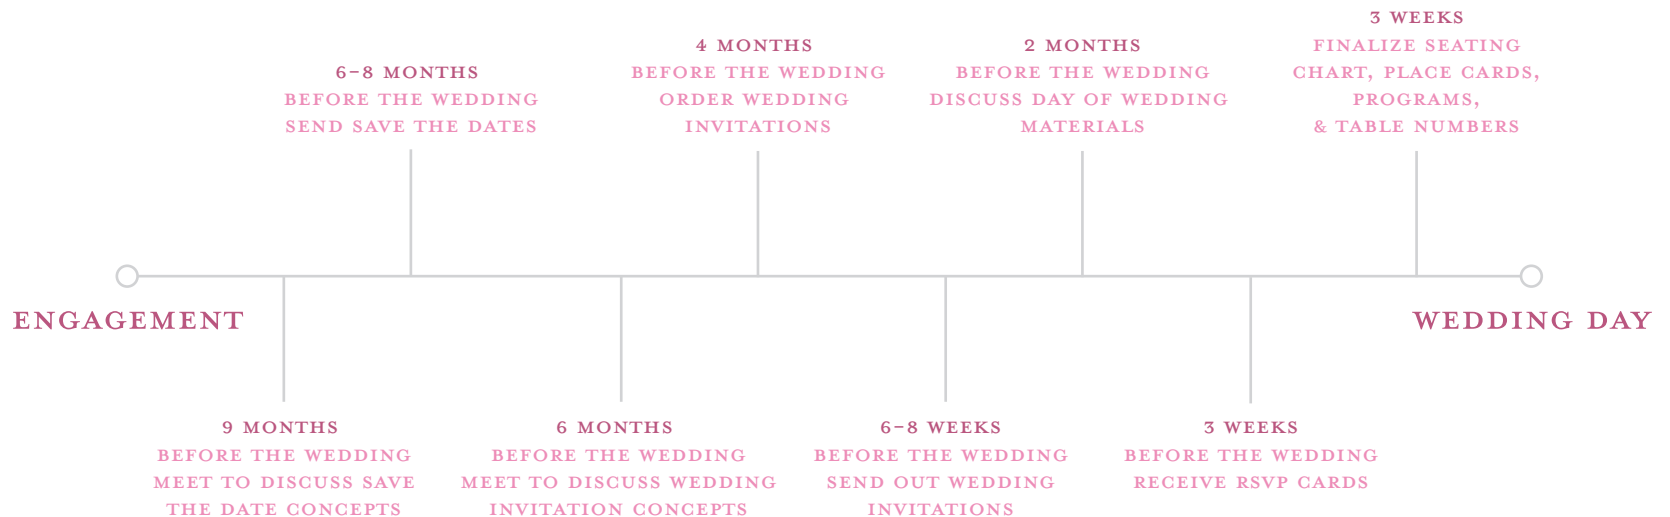 3 WEEKS
FINALIZE SEATING
CHART, PLACE CARDS,
PROGRAMS,
& TABLE NUMBERS
4 MONTHS
BEFORE THE WEDDING
ORDER WEDDING
INVITATIONS
2 MONTHS
BEFORE THE WEDDING
DISCUSS DAY OF WEDDING
MATERIALS
6-8 MONTHS
BEFORE THE WEDDING
SEND SAVE THE DATES
ENGAGEMENT
WEDDING DAY
9 MONTHS
BEFORE THE WEDDING
MEET TO DISCUSS SAVE
THE DATE CONCEPTS
6 MONTHS
BEFORE THE WEDDING
MEET TO DISCUSS WEDDING
INVITATION CONCEPTS
6-8 WEEKS
BEFORE THE WEDDING
SEND OUT WEDDING
INVITATIONS
3 WEEKS
BEFORE THE WEDDING
RECEIVE RSVP CARDS